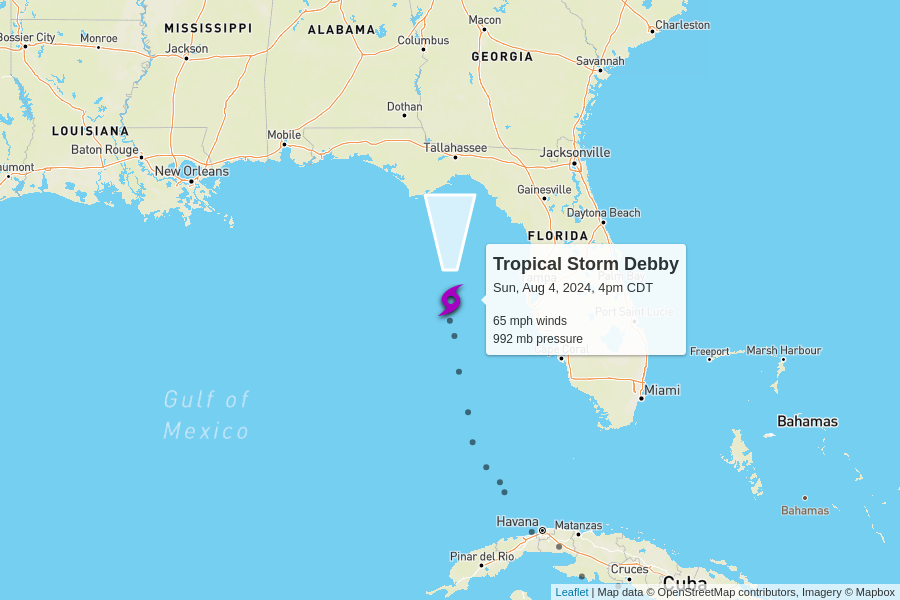 Charleston
Macon
MISSISSIPPI
ALABAMA
Bossier City
Monroe
Columbus
Jackson
GEORGIA
Savannah
Dothan
LOUISIANA
Mobile
Tallahassee
Baton Rouge
Jacksonville
New Orleans
Gainesville
Daytona Beach
FLORIDA
Tropical Storm Debby
Sun, Aug 4, 2024, 4pm CDT
Port Saint Lucie
65 mph winds
992 mb pressure
Cape Coral
Freeport
Marsh Harbour
Miami
Gulf of
Mexico
Bahamas
Bahamas
Havana
Matanzas
Pinar del Rio
Cruces
Cuba
Leaflet | Map data © OpenStreetMap contributors, Imagery © Mapbox